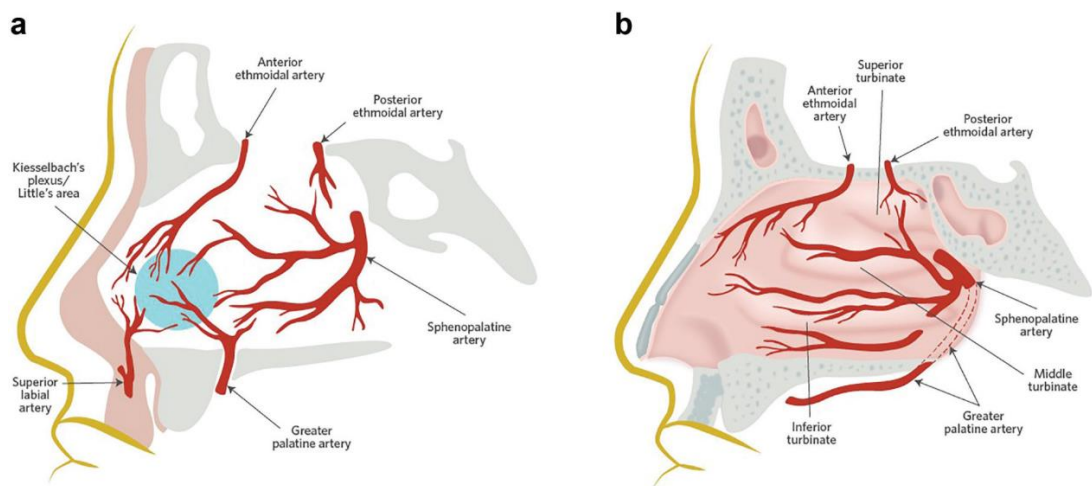 a
Anterior
ethmoidal artery
Posterior
ethmoidal artery
Kiesselbach's
plexus/
Little's area
Sphenopalatine
artery
Superior
labial
artery
Greater
palatine artery
b
Superior
turbinate
Anterior
ethmoidal
artery
Posterior
ethmoidal artery
Sphenopalatine
artery
Middle
turbinate
Greater
palatine artery
Inferior
turbinate